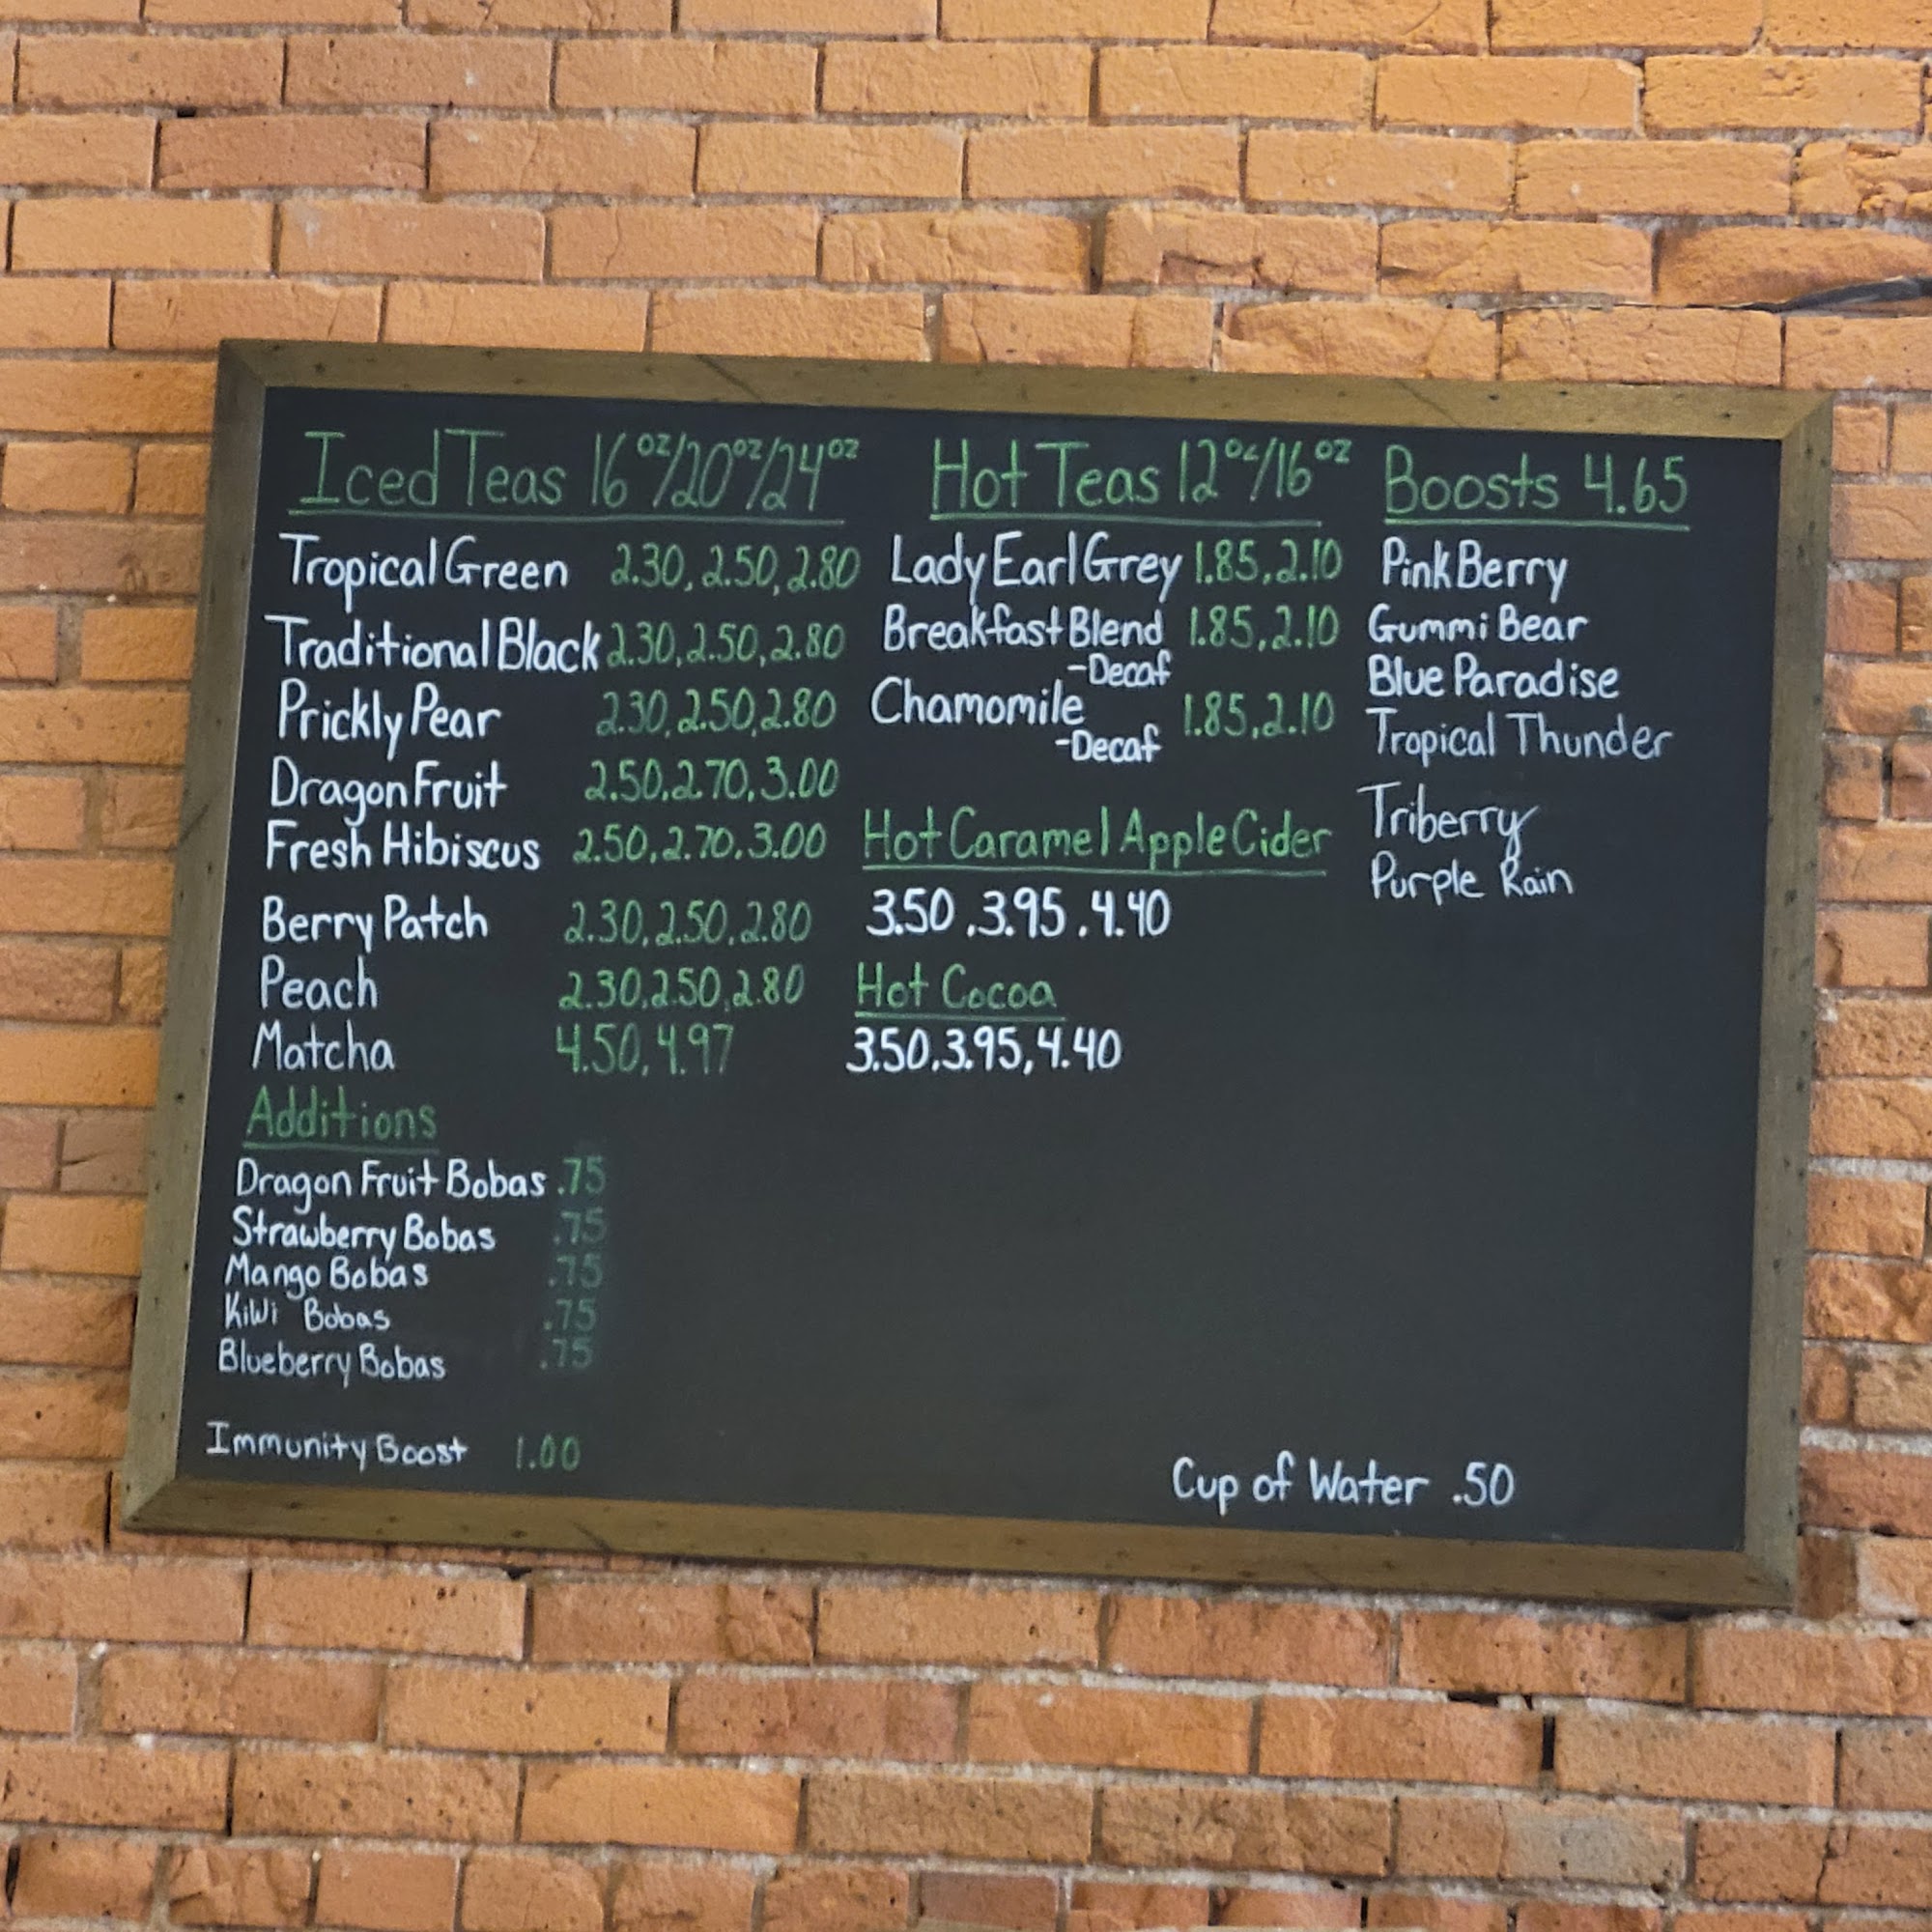 Iced Teas 16oz/20oz/24oz
Tropical Green 2.30, 2.50, 2.80
Traditional Black 2.30, 2.50, 2.80
Prickly Pear 2.30, 2.50, 2.80
Dragon Fruit 2.50, 2.70, 3.00
Fresh Hibiscus 2.50, 2.70, 3.00
Berry Patch 2.30, 2.50, 2.80
Peach 2.30, 2.50, 2.80
Matcha 4.50, 4.97
Additions
Dragon Fruit Bobas .75
Strawberry Bobas .75
Mango Bobas .75
Kiwi Bobas .75
Blueberry Bobas .75
Immunity Boost 1.00
Hot Teas 12oz/16oz
Lady Earl Grey 1.85, 2.10
Breakfast Blend 1.85, 2.10
-Decaf
Chamomile 1.85, 2.10
-Decaf
Hot Caramel Apple Cider
3.50, 3.95, 4.40
Hot Cocoa
3.50, 3.95, 4.40
Boosts 4.65
Pink Berry
Gummi Bear
Blue Paradise
Tropical Thunder
Triberry
Purple Rain
Cup of Water .50